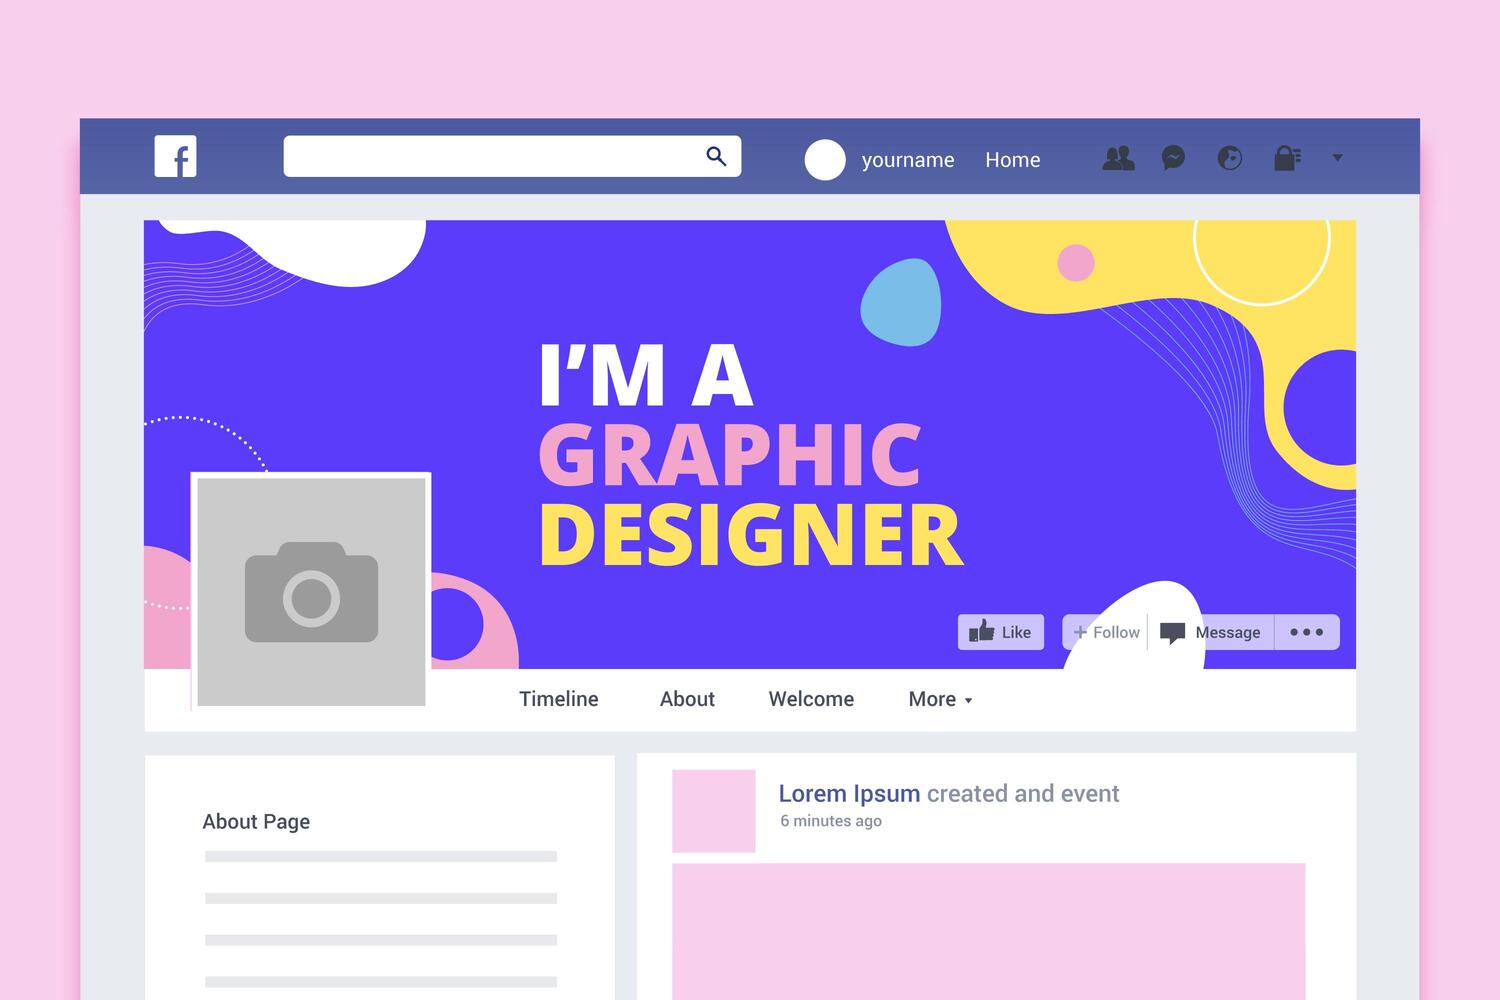 f
yourname Home
I’M A
GRAPHIC
DESIGNER
Like
+ Follow
Message
Timeline About Welcome More
About Page
Lorem Ipsum created and event
6 minutes ago